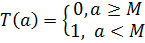 T(a) = { 0, a ≥ M
1, a < M